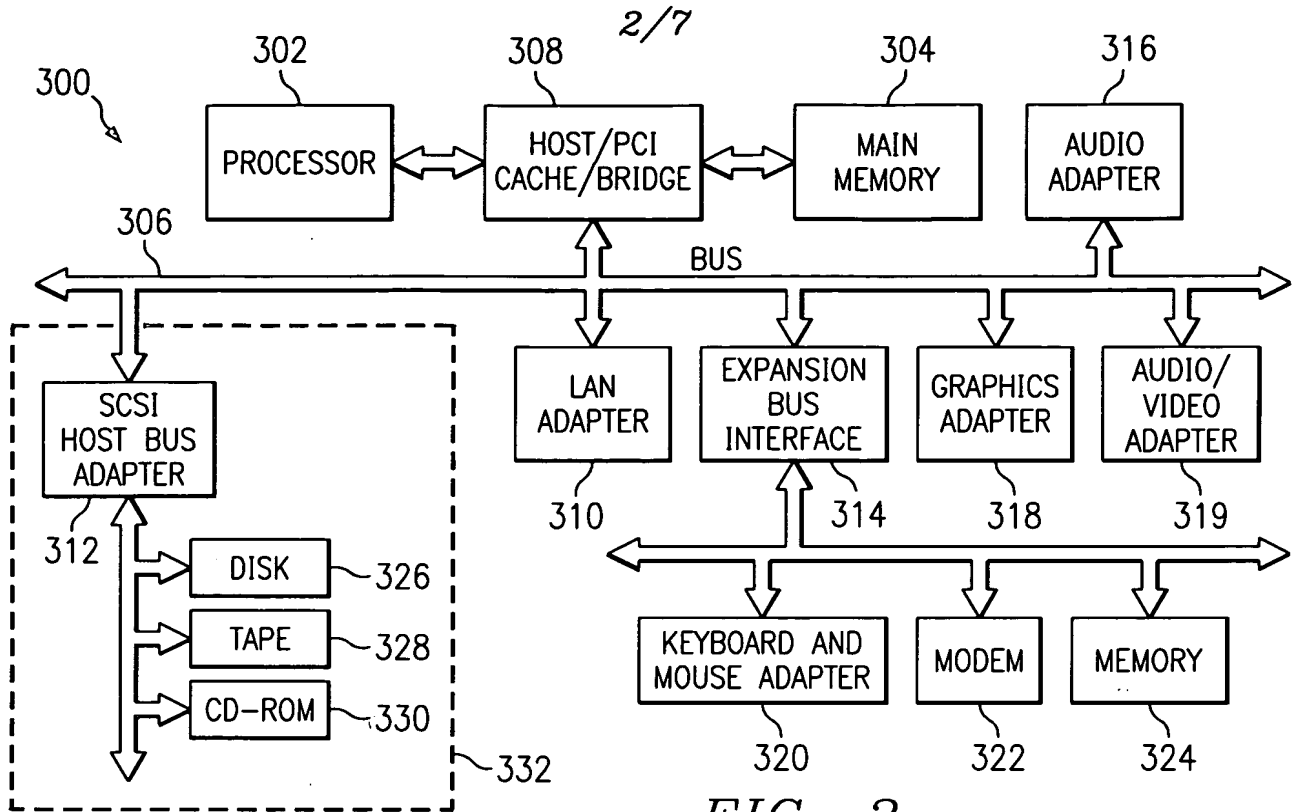 2/7
300
302
308
304
316
PROCESSOR
HOST/PCI
CACHE/BRIDGE
MAIN
MEMORY
AUDIO
ADAPTER
306
BUS
SCSI
HOST BUS
ADAPTER
312
LAN
ADAPTER
310
EXPANSION
BUS
INTERFACE
314
GRAPHICS
ADAPTER
318
AUDIO/
VIDEO
ADAPTER
319
DISK
326
TAPE
328
CD-ROM
330
332
KEYBOARD AND
MOUSE ADAPTER
320
MODEM
322
MEMORY
324